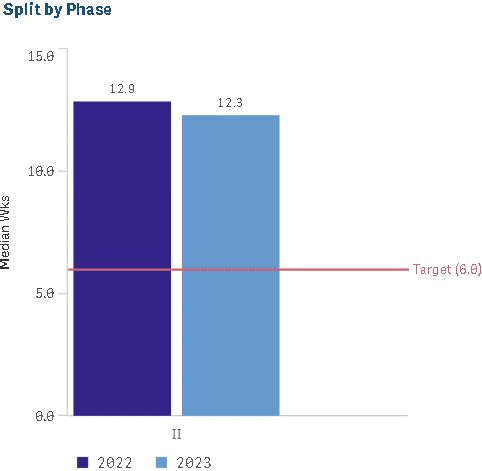 Split by Phase
15.0
12.9
12.3
10.0
Median Wks
Target (6.0)
5.0
0.0
II
2022 2023